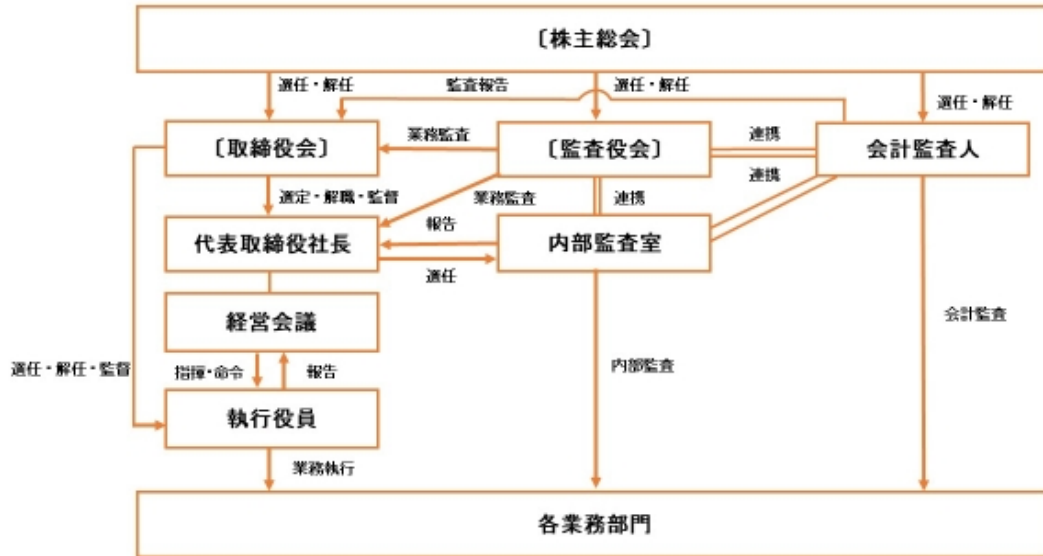 〔株主総会〕
選任・解任
監査報告
選任・解任
選任・解任
〔取締役会〕
業務監査
〔監査役会〕
連携
会計監査人
連携
選定・解職・監督
業務監査
連携
代表取締役社長
報告
内部監査室
選任
経営会議
会計監査
選任・解任・監督
指揮・命令
報告
内部監査
執行役員
業務執行
各業務部門